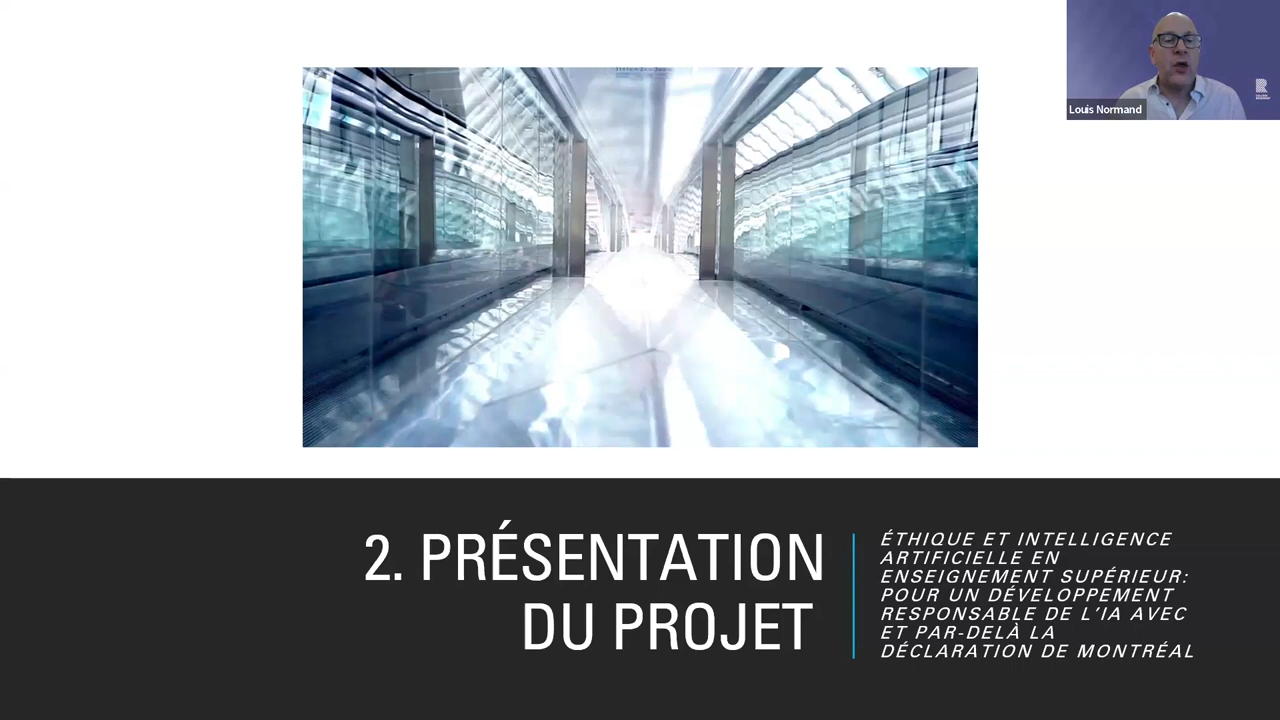 Louis Normand
2. PRÉSENTATION
DU PROJET
ÉTHIQUE ET INTELLIGENCE
ARTIFICIELLE EN
ENSEIGNEMENT SUPÉRIEUR:
POUR UN DÉVELOPPEMENT
RESPONSABLE DE L'IA AVEC
ET PAR-DELÀ LA
DÉCLARATION DE MONTRÉAL